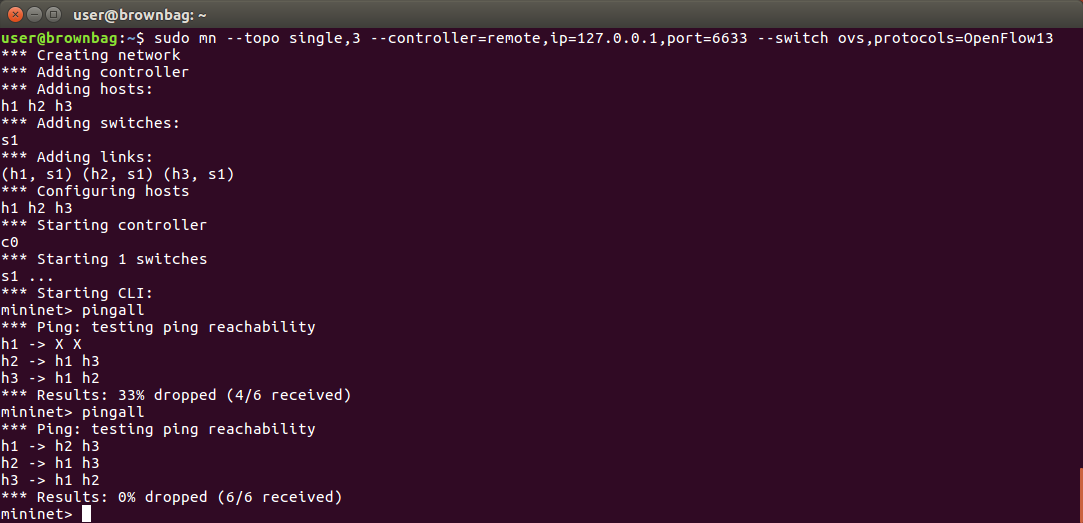 user@brownbag: ~
user@brownbag:~$ sudo mn --topo single,3 --controller=remote,ip=127.0.0.1,port=6633 --switch ovs,protocols=OpenFlow13
*** Creating network
*** Adding controller
*** Adding hosts:
h1 h2 h3
*** Adding switches:
s1
*** Adding links:
(h1, s1) (h2, s1) (h3, s1)
*** Configuring hosts
h1 h2 h3
*** Starting controller
c0
*** Starting 1 switches
s1 ...
*** Starting CLI:
mininet> pingall
*** Ping: testing ping reachability
h1 -> X X
h2 -> h1 h3
h3 -> h1 h2
*** Results: 33% dropped (4/6 received)
mininet> pingall
*** Ping: testing ping reachability
h1 -> h2 h3
h2 -> h1 h3
h3 -> h1 h2
*** Results: 0% dropped (6/6 received)
mininet>